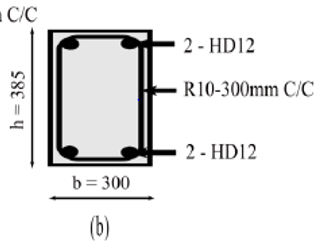 C/C
2 - HD12
R10-300mm C/C
h = 385
2 - HD12
b = 300
(b)